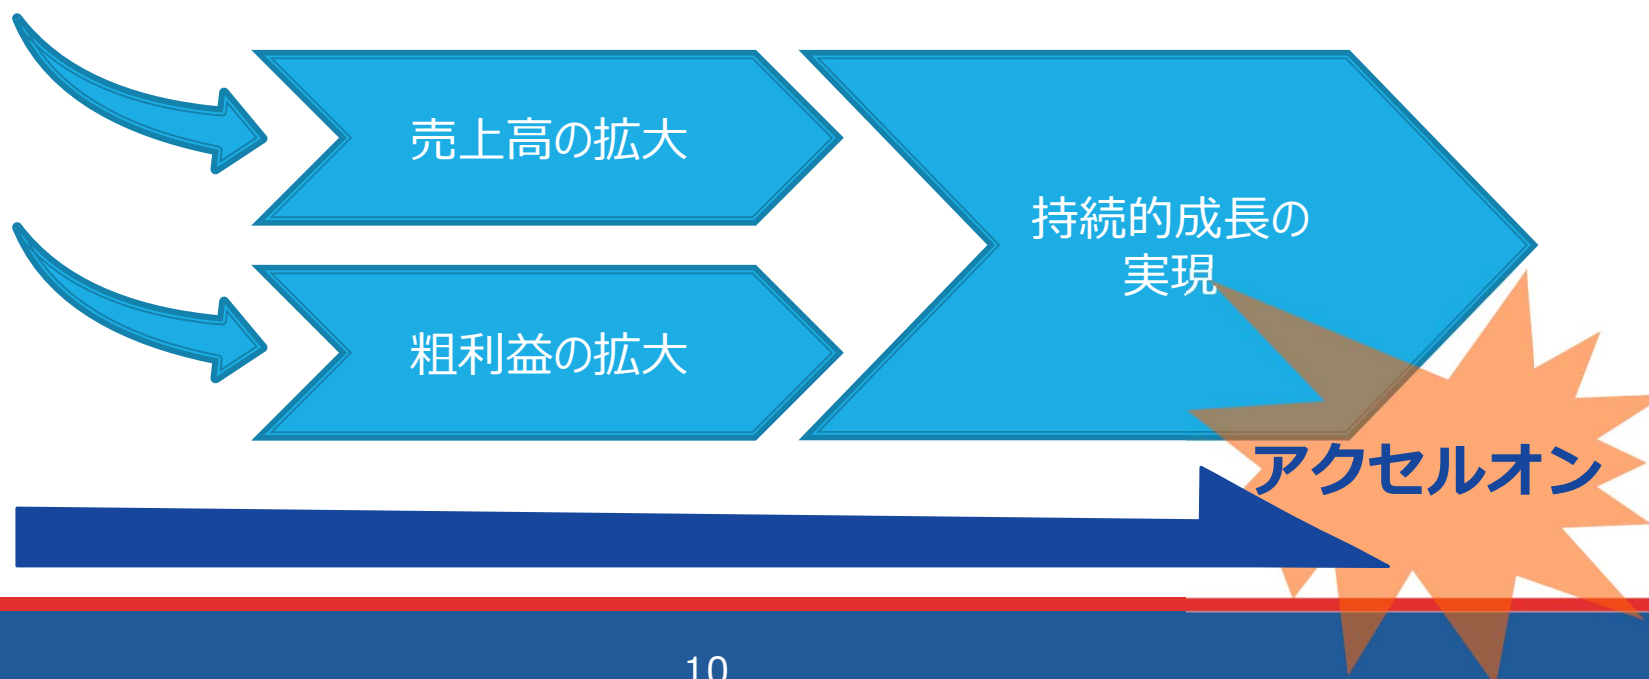 売上高の拡大
持続的成長の
実現
粗利益の拡大
アクセルオン
10